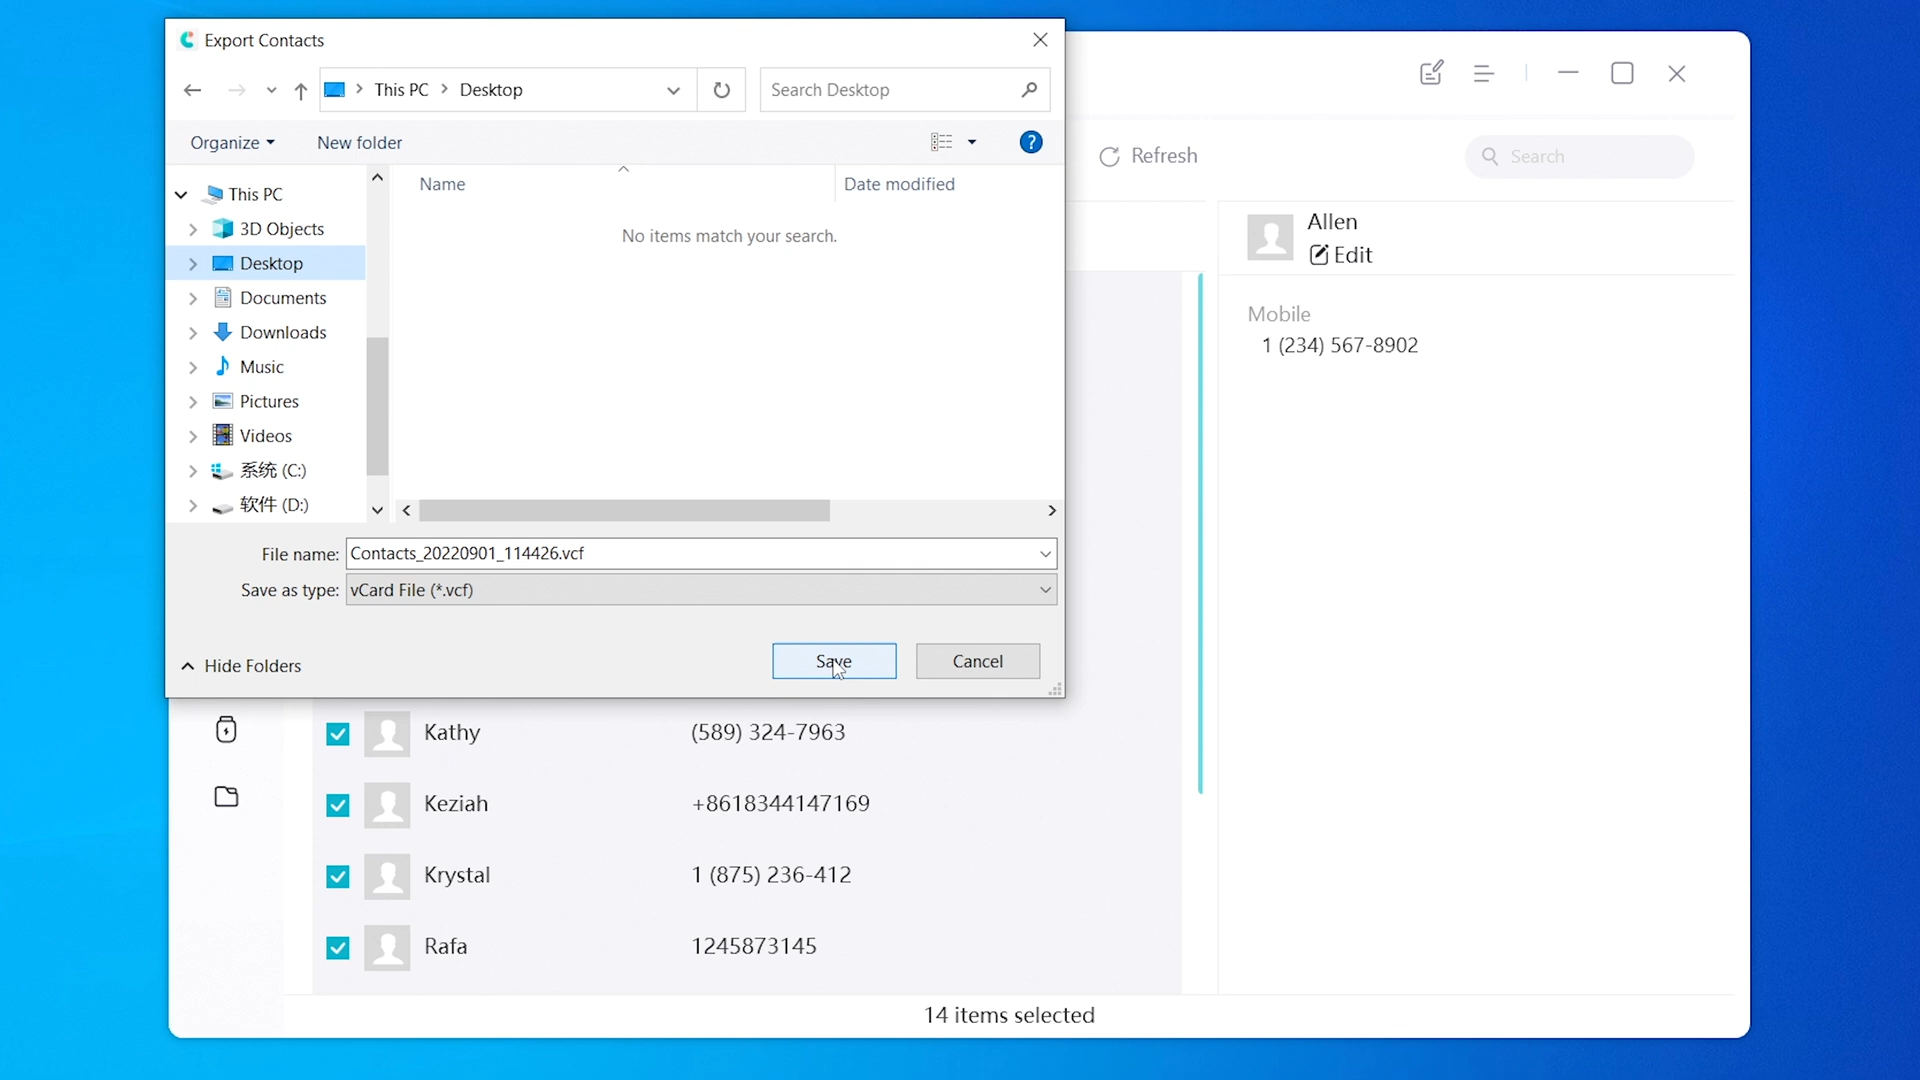 Export Contacts
This PC
Desktop
Search Desktop
Organize
New folder
?
Name
Date modified
No items match your search.
This PC
3D Objects
Desktop
Documents
Downloads
Music
Pictures
Videos
系统 (C:)
软件 (D:)
File name: Contacts_20220901_114426.vcf
Save as type: vCard File (*.vcf)
Hide Folders
Save
Cancel
Refresh
Search
Allen
Edit
Mobile
1 (234) 567-8902
Kathy (589) 324-7963
Keziah +8618344147169
Krystal 1 (875) 236-412
Rafa 1245873145
14 items selected